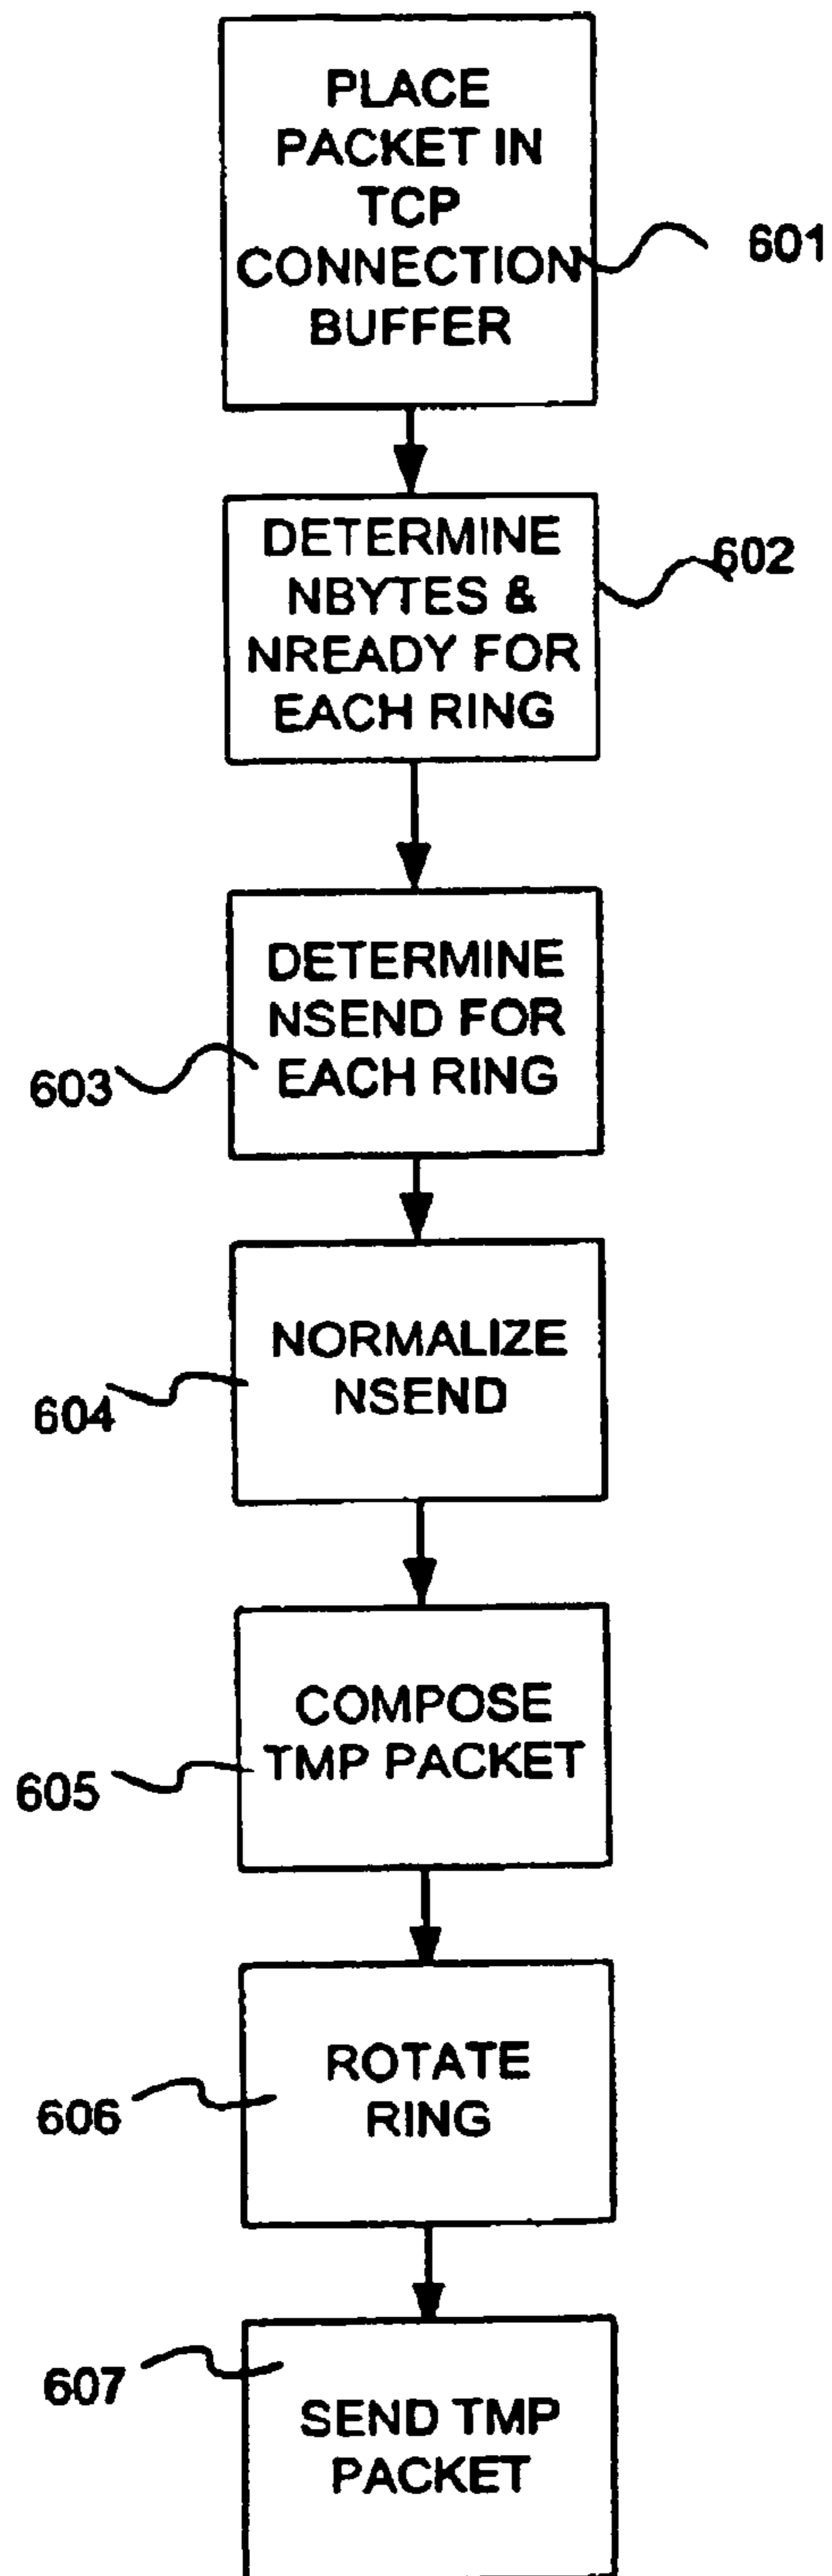 PLACE
PACKET IN
TCP
CONNECTION
BUFFER
601
DETERMINE
NBYTES &
NREADY FOR
EACH RING
602
DETERMINE
NSEND FOR
EACH RING
603
NORMALIZE
NSEND
604
COMPOSE
TMP PACKET
605
ROTATE
RING
606
607
SEND TMP
PACKET